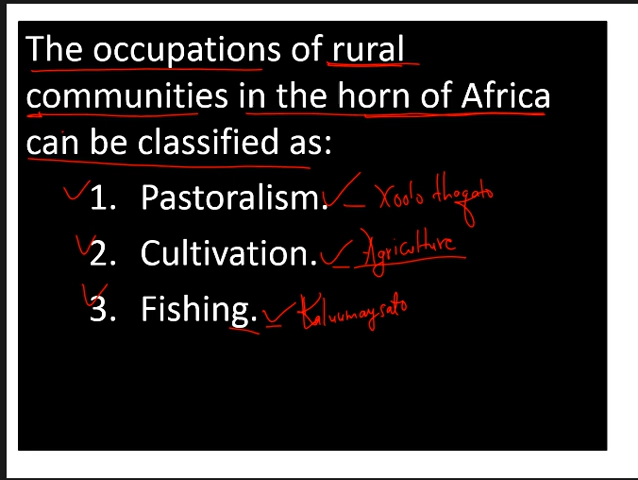 The occupations of rural
communities in the horn of Africa
can be classified as:
1. Pastoralism. Xoolo dhaqato
2. Cultivation. Agriculture
3. Fishing. Kaluumaysato